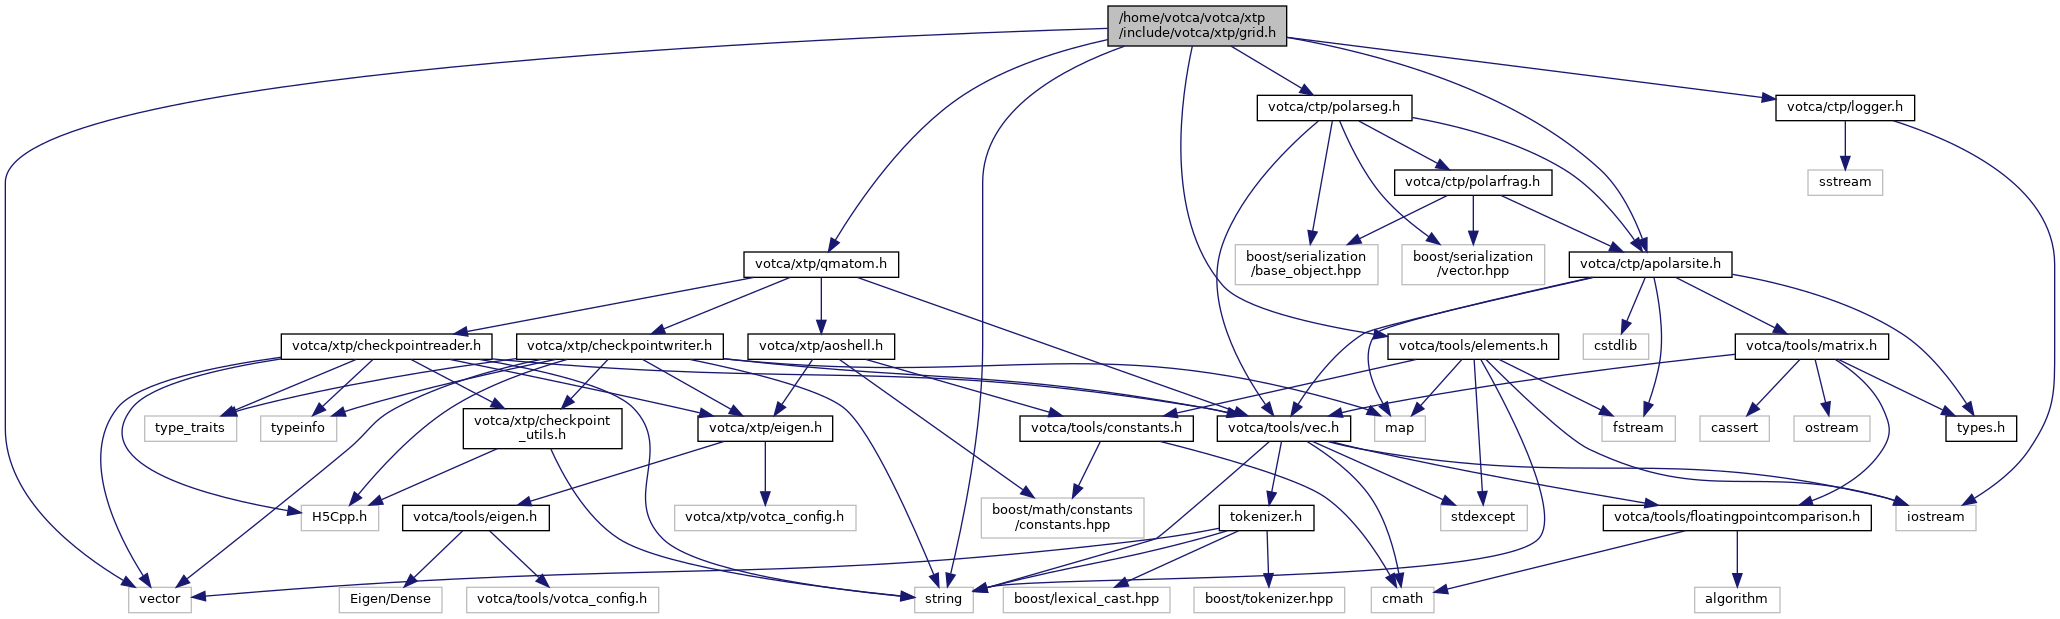 /home/votca/votca/xtp
/include/votca/xtp/grid.h
votca/ctp/polarseg.h
votca/ctp/logger.h
votca/ctp/polarfrag.h
sstream
votca/xtp/qmatom.h
boost/serialization
/base_object.hpp
boost/serialization
/vector.hpp
votca/ctp/apolarsite.h
votca/xtp/checkpointreader.h
votca/xtp/checkpointwriter.h
votca/xtp/aoshell.h
votca/tools/elements.h
cstdlib
votca/tools/matrix.h
type_traits
typeinfo
votca/xtp/checkpoint
_utils.h
votca/xtp/eigen.h
votca/tools/constants.h
votca/tools/vec.h
map
fstream
cassert
ostream
types.h
H5Cpp.h
votca/tools/eigen.h
votca/xtp/votca_config.h
boost/math/constants
/constants.hpp
tokenizer.h
stdexcept
votca/tools/floatingpointcomparison.h
iostream
vector
Eigen/Dense
votca/tools/votca_config.h
string
boost/lexical_cast.hpp
boost/tokenizer.hpp
cmath
algorithm